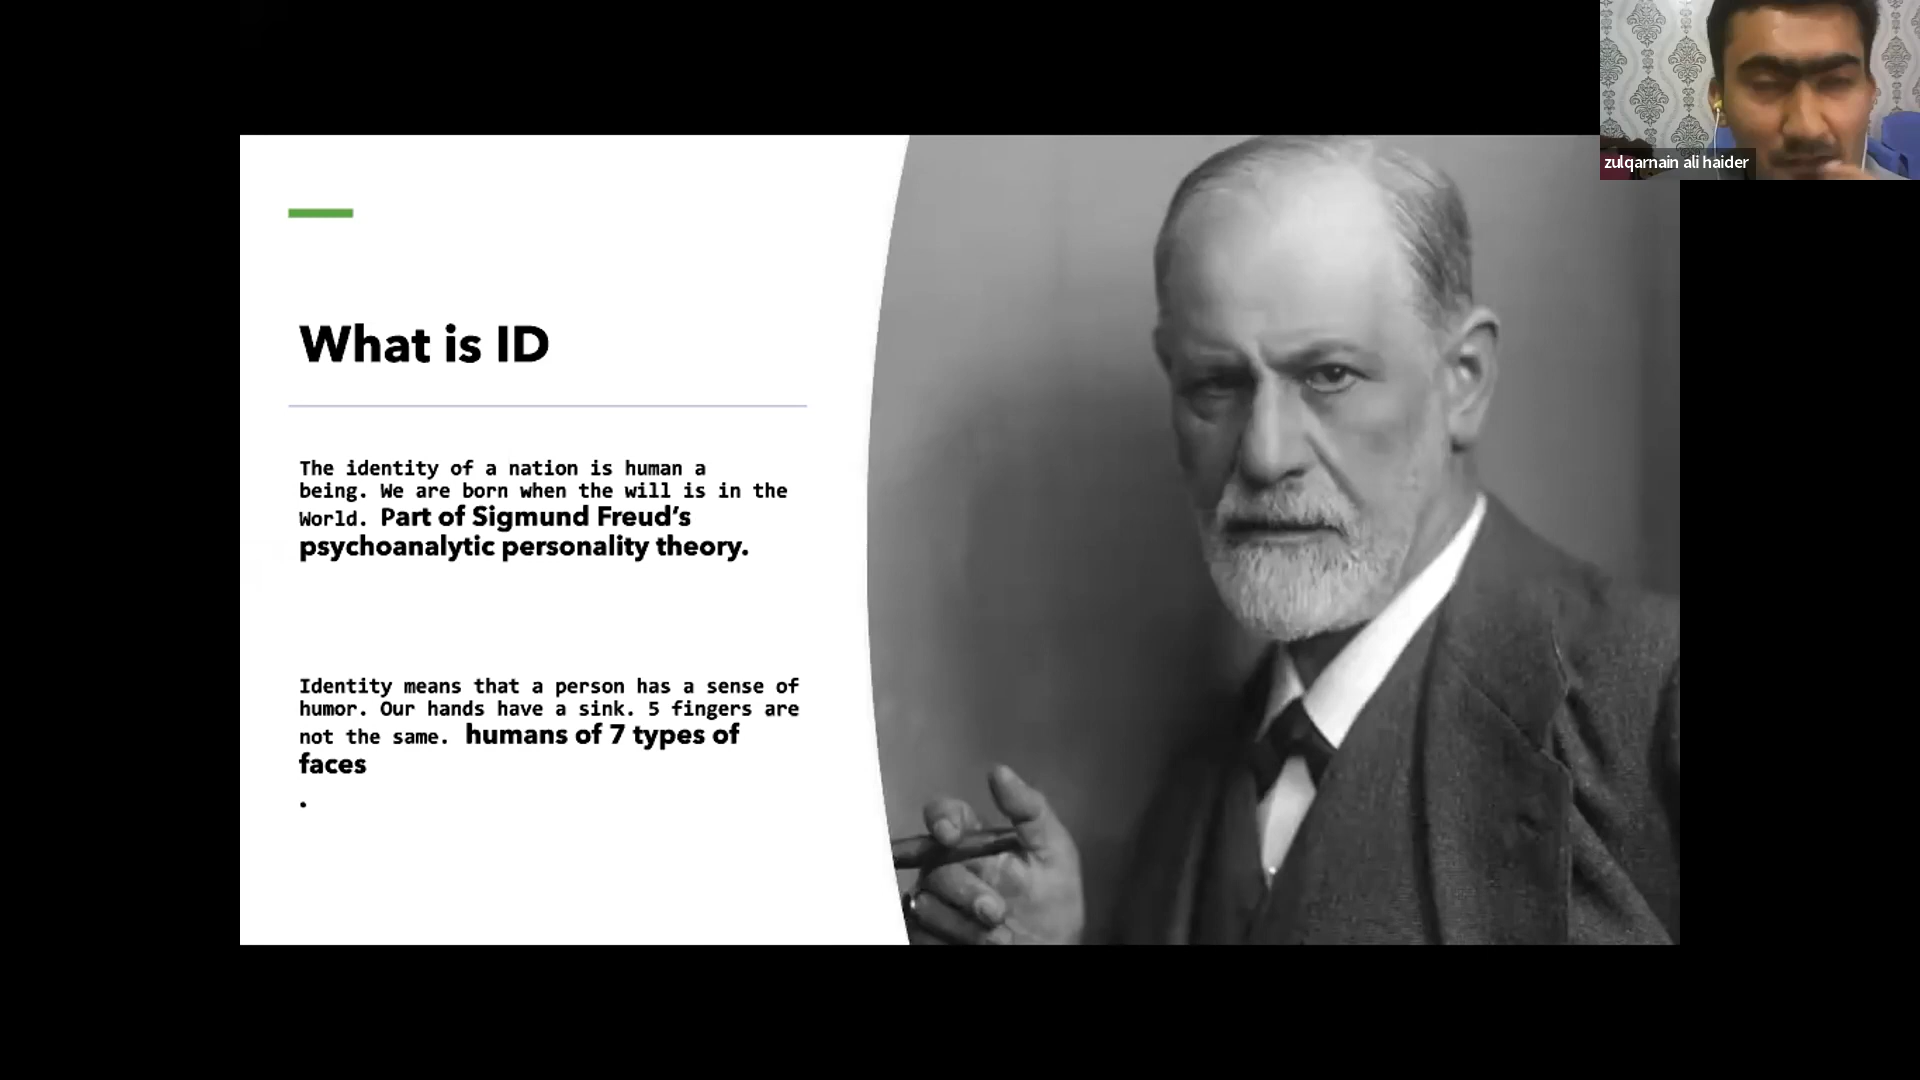 zulqarnain ali haider
What is ID
The identity of a nation is human a
being. We are born when the will is in the
World. Part of Sigmund Freud's
psychoanalytic personality theory.
Identity means that a person has a sense of
humor. Our hands have a sink. 5 fingers are
not the same. humans of 7 types of
faces
.